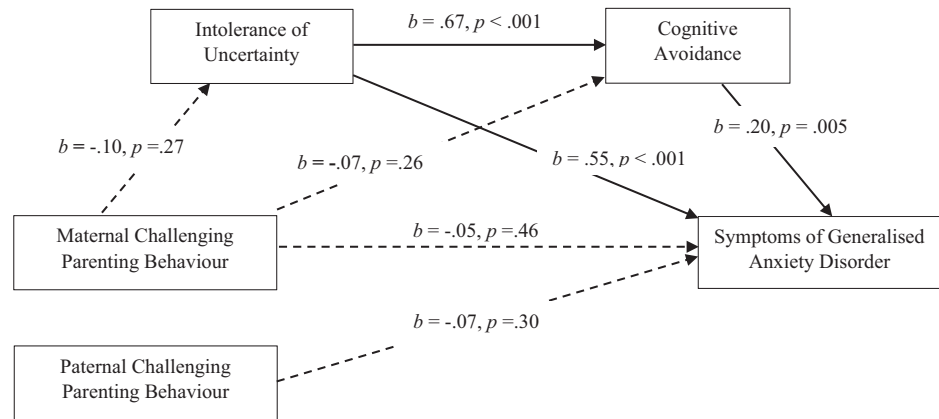 b = .67, p < .001
Intolerance of
Uncertainty
Cognitive
Avoidance
b = -.10, p =.27
b = -.07, p =.26
b = .20, p =.005
b = .55, p < .001
Maternal Challenging
Parenting Behaviour
b = -.05, p =.46
Symptoms of Generalised
Anxiety Disorder
b = -.07, p =.30
Paternal Challenging
Parenting Behaviour